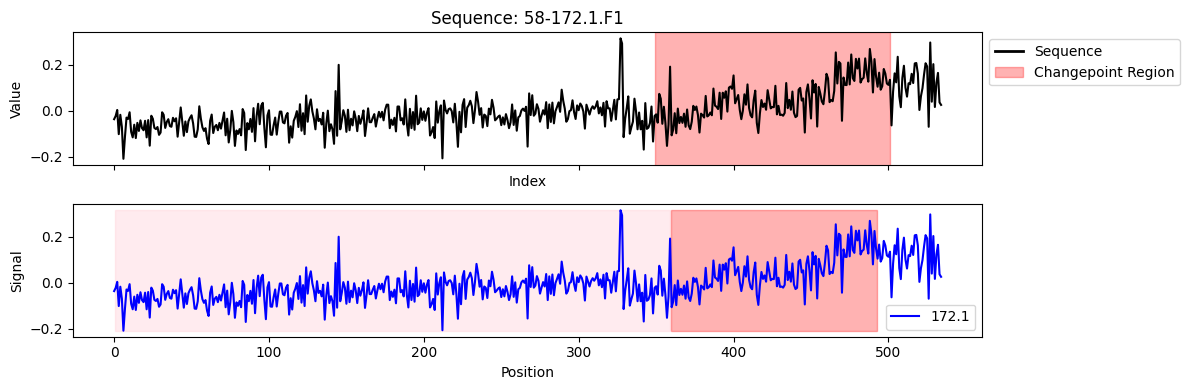 Sequence: 58-172.1.F1
Value
0.2
0.0
−0.2
Index
Sequence
Changepoint Region
Signal
0.2
0.0
−0.2
172.1
0 100 200 300 400 500
Position